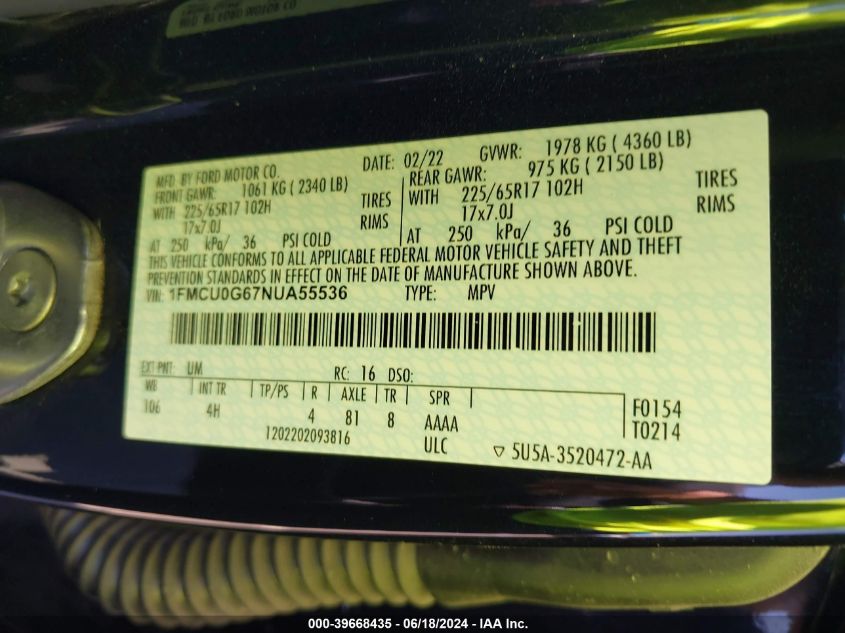 MFD. BY FORD MOTOR CO
MFD. BY FORD MOTOR CO.
DATE: 02/22 GVWR: 1978 KG ( 4360 LB)
FRONT GAWR: 1061 KG ( 2340 LB)
REAR GAWR: 975 KG ( 2150 LB)
WITH 225/65R17 102H TIRES
WITH 225/65R17 102H TIRES
17x7.0J RIMS
17x7.0J RIMS
AT 250 kPa/ 36 PSI COLD
AT 250 kPa/ 36 PSI COLD
THIS VEHICLE CONFORMS TO ALL APPLICABLE FEDERAL MOTOR VEHICLE SAFETY AND THEFT
PREVENTION STANDARDS IN EFFECT ON THE DATE OF MANUFACTURE SHOWN ABOVE.
VIN: 1FMCU0G67NUA55536 TYPE: MPV
EXT PNT: UM RC: 16 DSO:
WB INT TR TP/PS R AXLE TR SPR
106 4H 4 81 8 AAAA
F0154
T0214
1202202093816 ULC
5U5A-3520472-AA
000-39668435 - 06/18/2024 - IAA Inc.